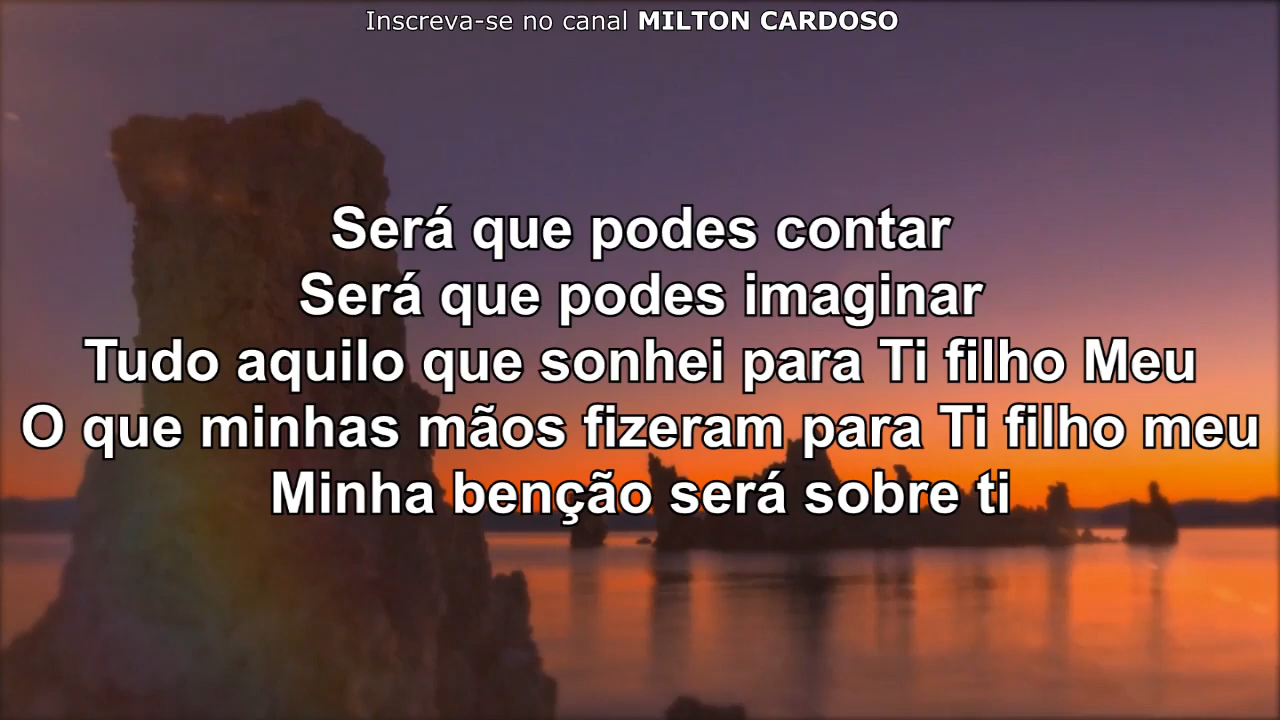 Inscreva-se no canal MILTON CARDOSO
Será que podes contar
Será que podes imaginar
Tudo aquilo que sonhei para Ti filho Meu
O que minhas mãos fizeram para Ti filho meu
Minha benção será sobre ti